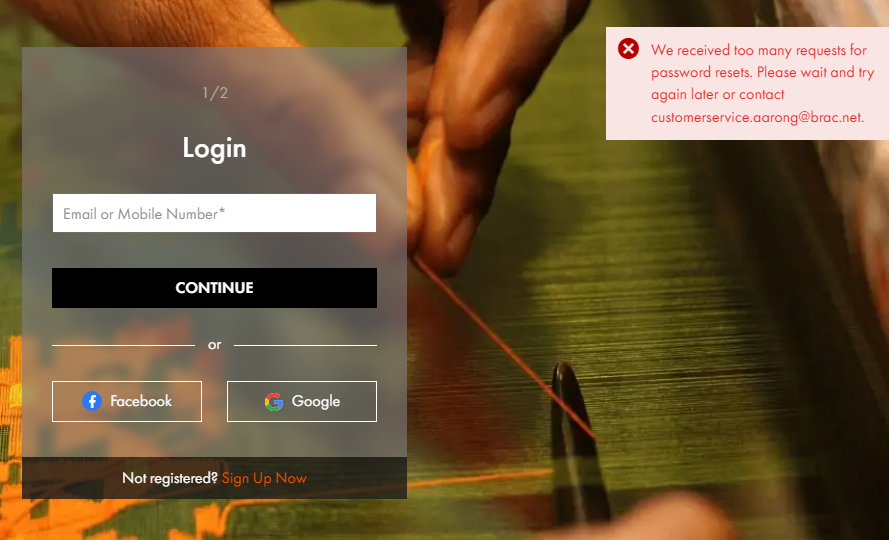 1/2
Login
Email or Mobile Number*
CONTINUE
or
Facebook
Google
Not registered? Sign Up Now
We received too many requests for
password resets. Please wait and try
again later or contact
customerservice.aarong@brac.net.